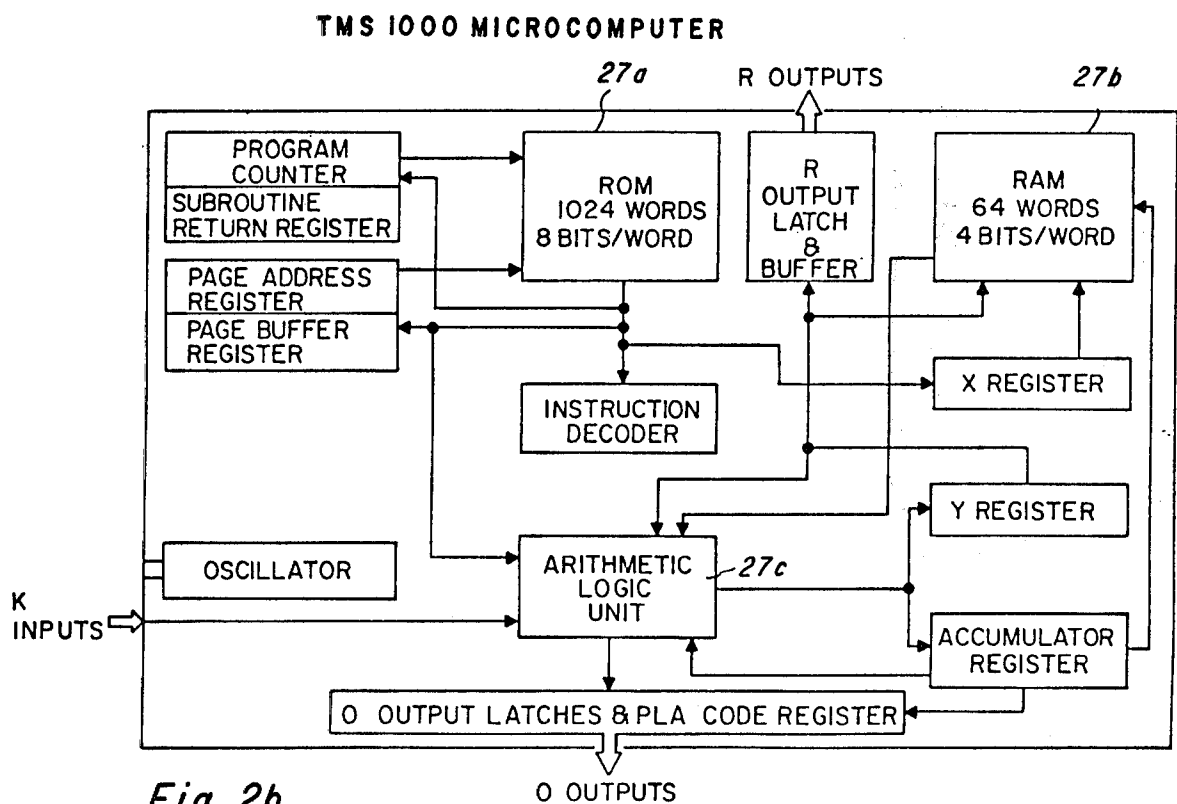 TMS 1000 MICROCOMPUTER
27a
R OUTPUTS
27b
PROGRAM
COUNTER
SUBROUTINE
RETURN REGISTER
ROM
1024 WORDS
8 BITS/WORD
R
OUTPUT
LATCH
&
BUFFER
RAM
64 WORDS
4 BITS/WORD
PAGE ADDRESS
REGISTER
PAGE BUFFER
REGISTER
X REGISTER
INSTRUCTION
DECODER
Y REGISTER
OSCILLATOR
ARITHMETIC
LOGIC
UNIT
27c
K
INPUTS
ACCUMULATOR
REGISTER
O OUTPUT LATCHES & PLA CODE REGISTER
O OUTPUTS
Fig. 2b